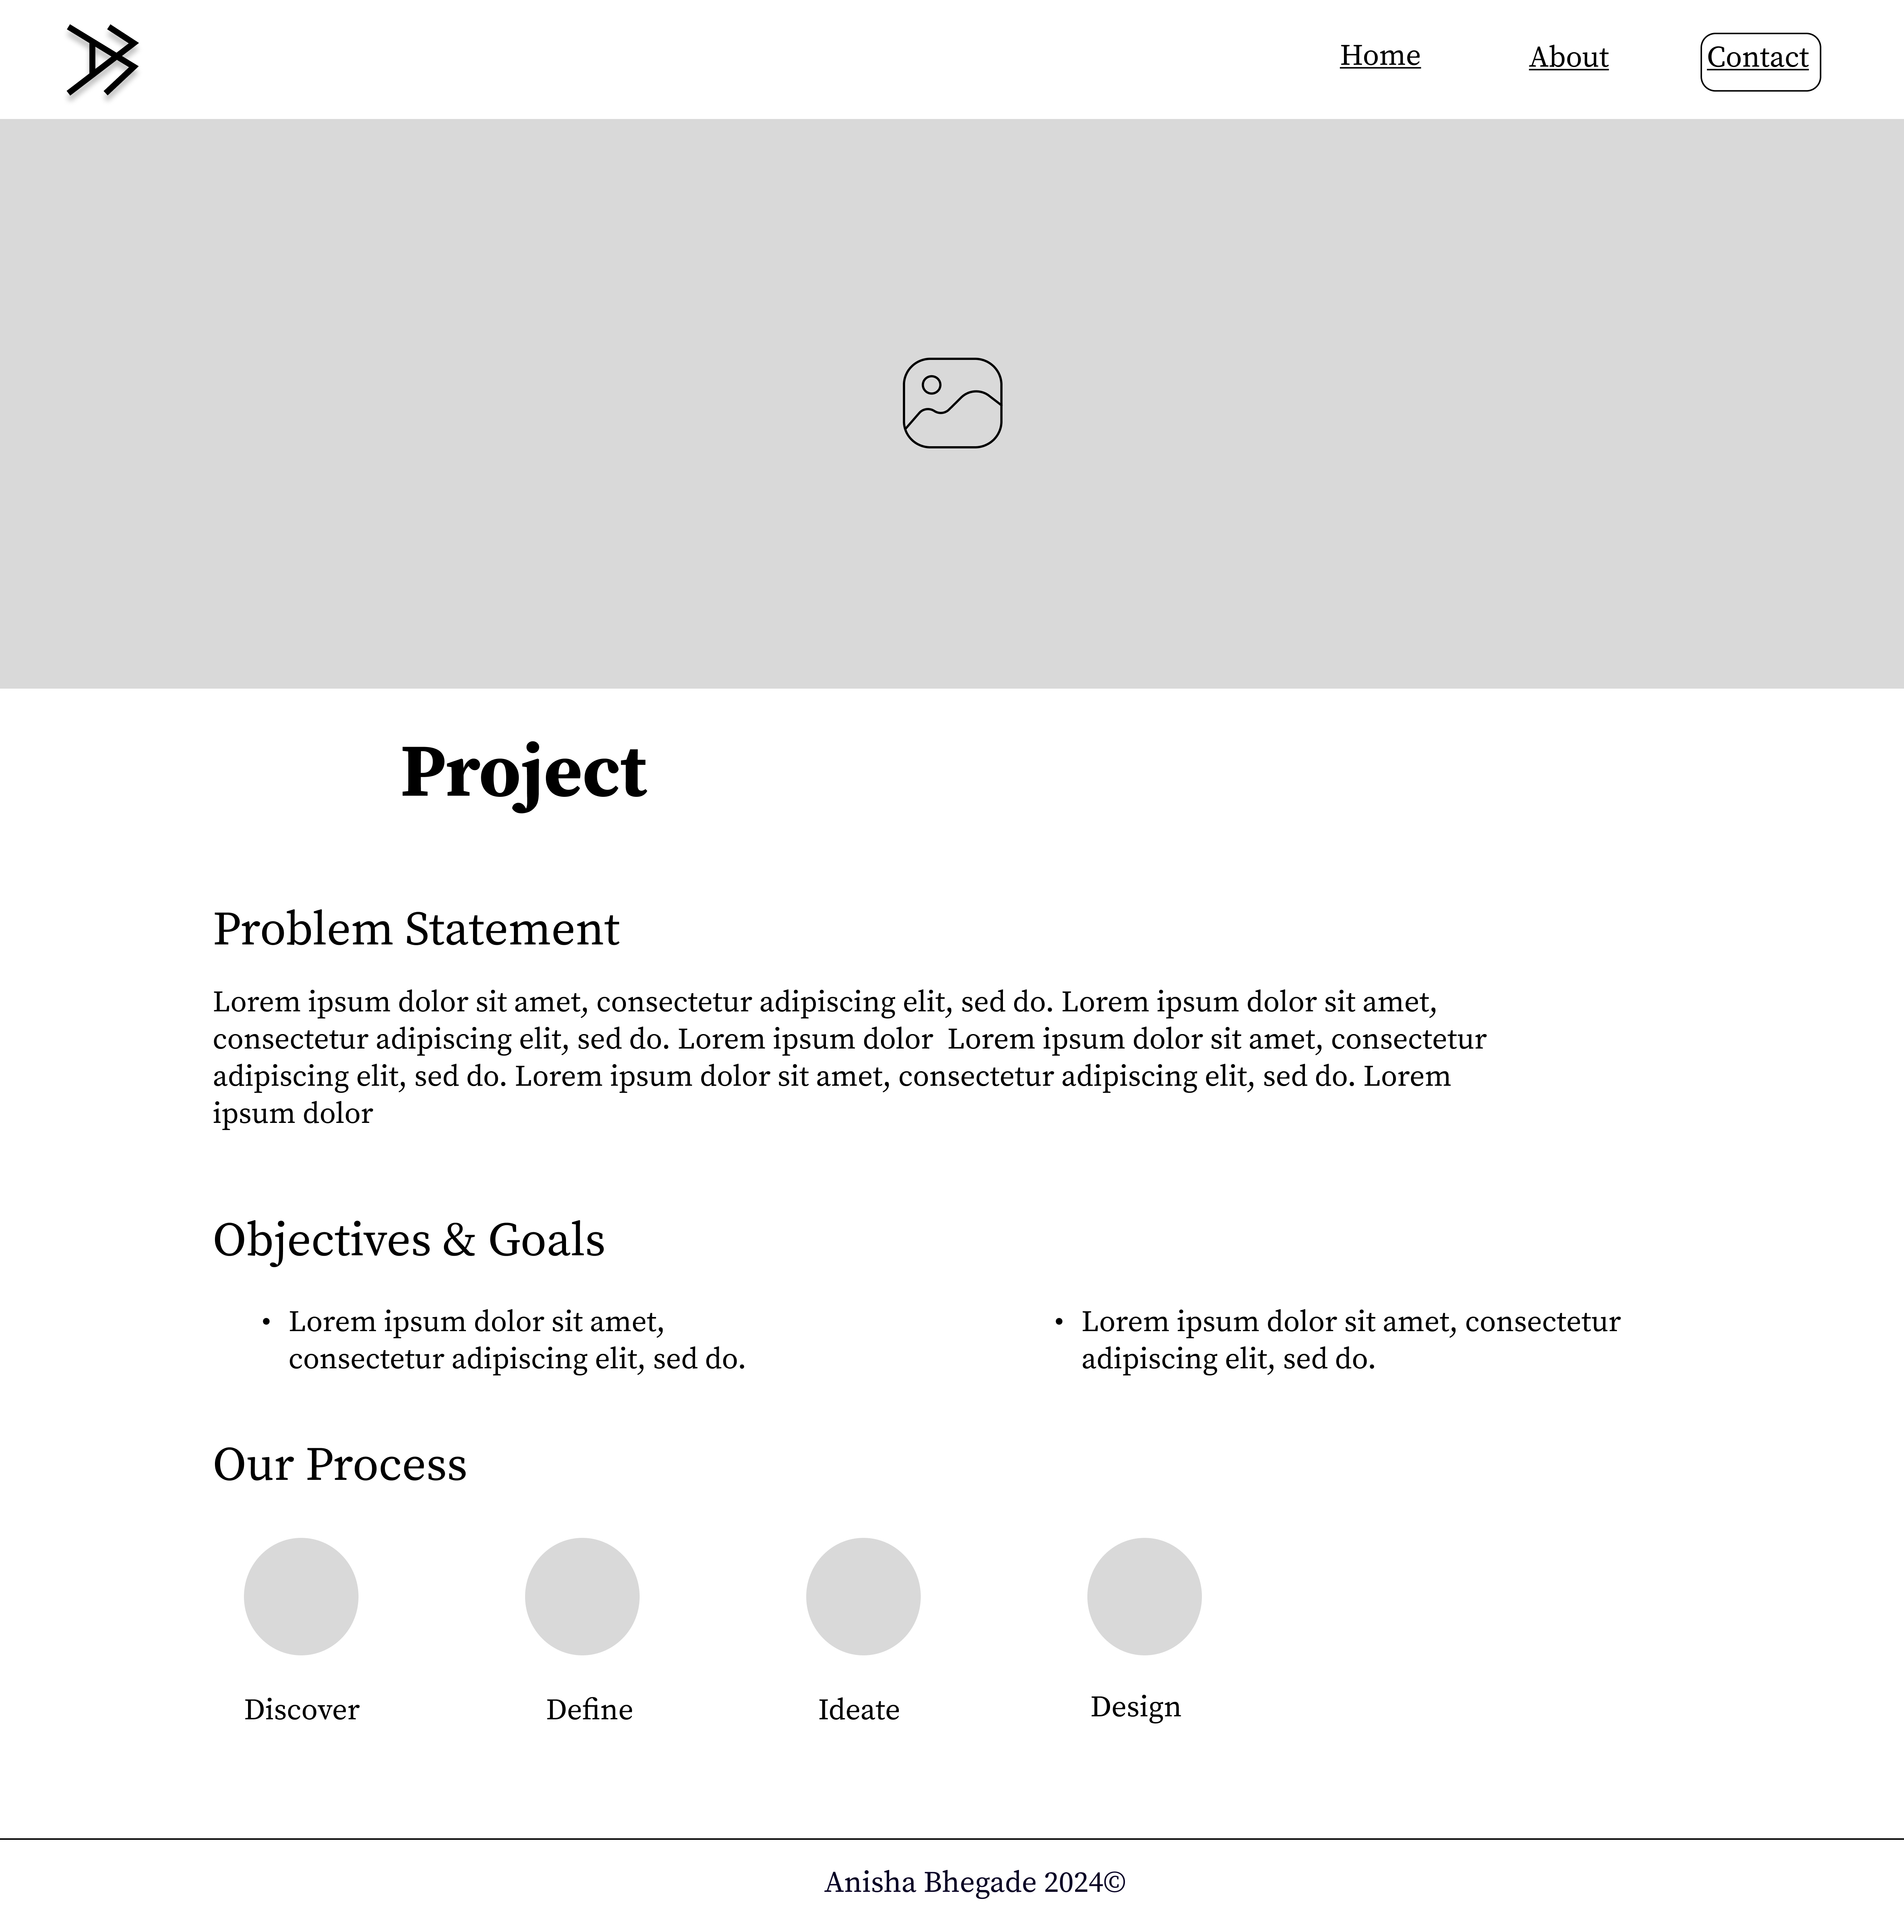 Home About Contact
Project
Problem Statement
Lorem ipsum dolor sit amet, consectetur adipiscing elit, sed do. Lorem ipsum dolor sit amet,
consectetur adipiscing elit, sed do. Lorem ipsum dolor  Lorem ipsum dolor sit amet, consectetur
adipiscing elit, sed do. Lorem ipsum dolor sit amet, consectetur adipiscing elit, sed do. Lorem
ipsum dolor
Objectives & Goals
• Lorem ipsum dolor sit amet,
consectetur adipiscing elit, sed do.
• Lorem ipsum dolor sit amet, consectetur
adipiscing elit, sed do.
Our Process
Discover Define Ideate Design
Anisha Bhegade 2024©